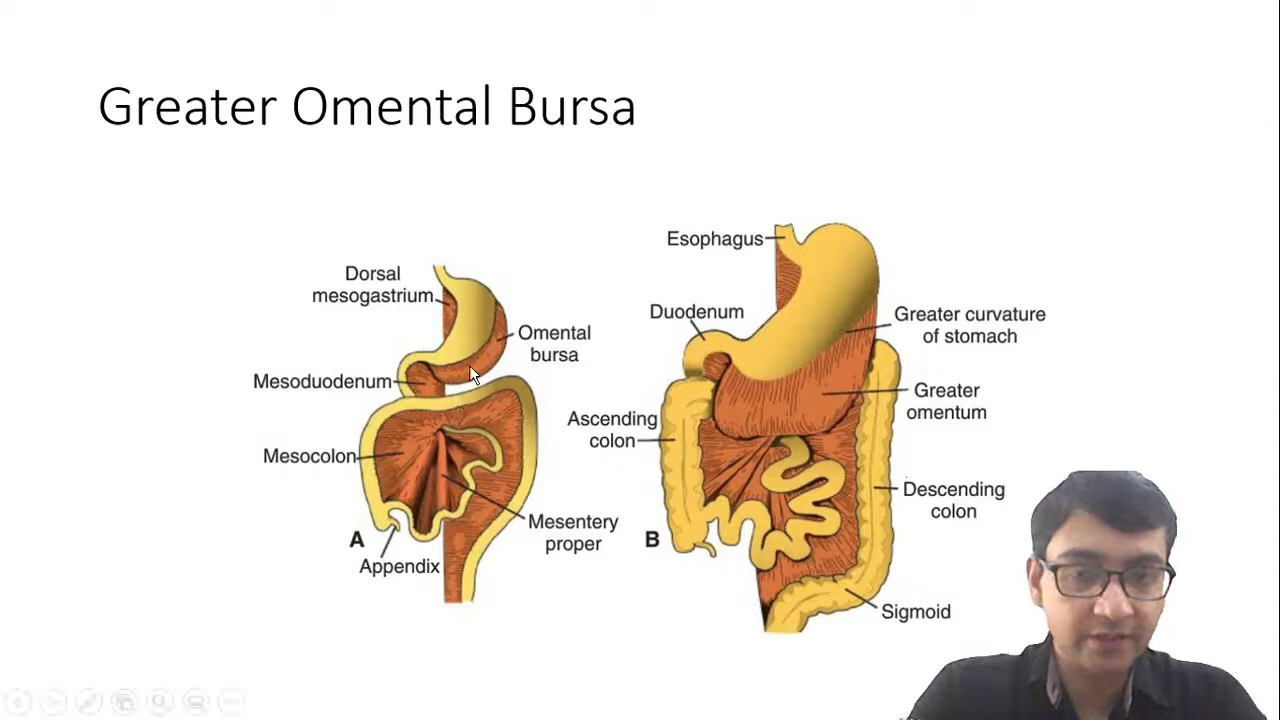 Greater Omental Bursa
Dorsal
mesogastrium
Omental
bursa
Mesoduodenum
Mesocolon
Mesentery
proper
A
Appendix
Esophagus
Duodenum
Greater curvature
of stomach
Greater
omentum
Ascending
colon
Descending
colon
B
Sigmoid